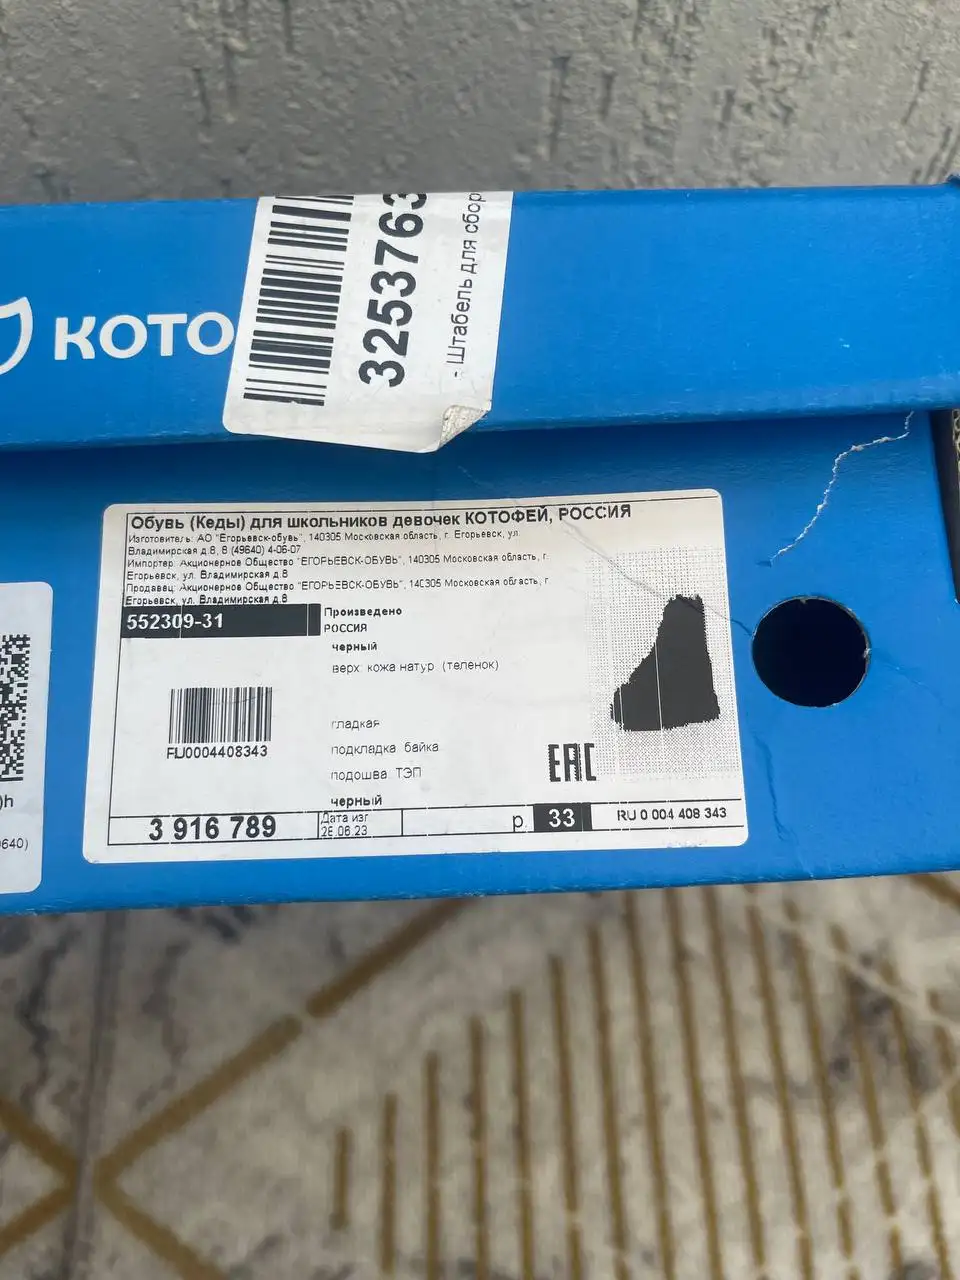 КОТО
3253763
- Штабель для сбор
Обувь (Кеды) для школьников девочек КОТОФЕЙ, РОССИЯ
Изготовитель: АО "Егорьевск-обувь", 140305 Московская область, г. Егорьевск, ул.
Владимирская д.8, 8 (49640) 4-06-07
Импортер: Акционерное Общество "ЕГОРЬЕВСК-ОБУВЬ", 140305 Московская область, г.
Егорьевск, ул. Владимирская д.8
Продавец: Акционерное Общество "ЕГОРЬЕВСК-ОБУВЬ", 140305 Московская область, г
Егорьевск, ул. Владимирская д.8
552309-31
Произведено
РОССИЯ
черный
верх: кожа натур (теленок)
гладкая
подкладка байка
подошва ТЭП
черный
RU0004408343
EAC
3 916 789
Дата изг
28.06.23
р. 33
RU 0 004 408 343
)h
9640)